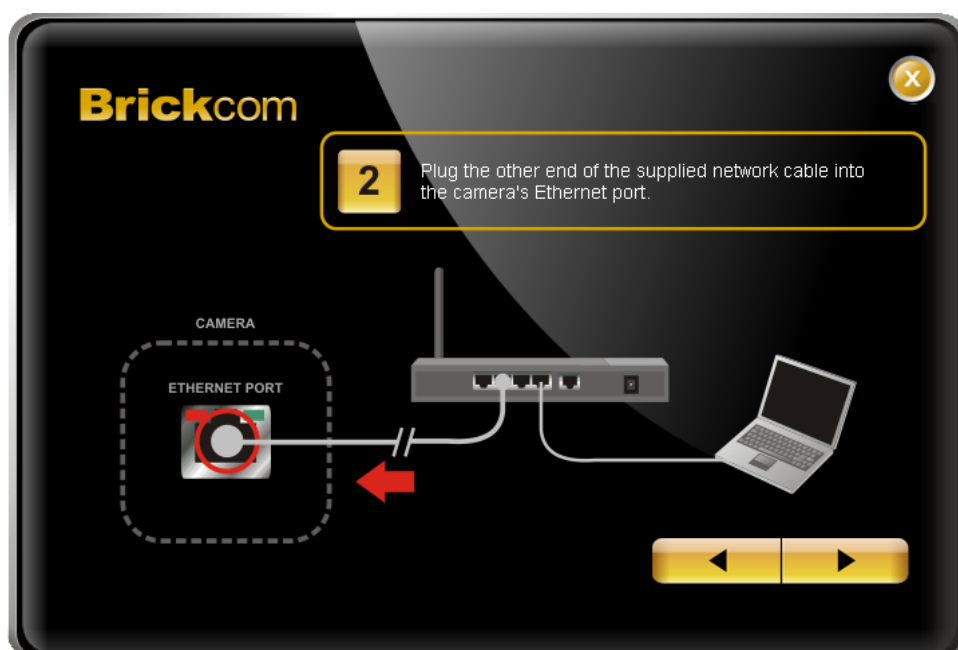 Brickcom
X
2
Plug the other end of the supplied network cable into
the camera's Ethernet port.
CAMERA
ETHERNET PORT